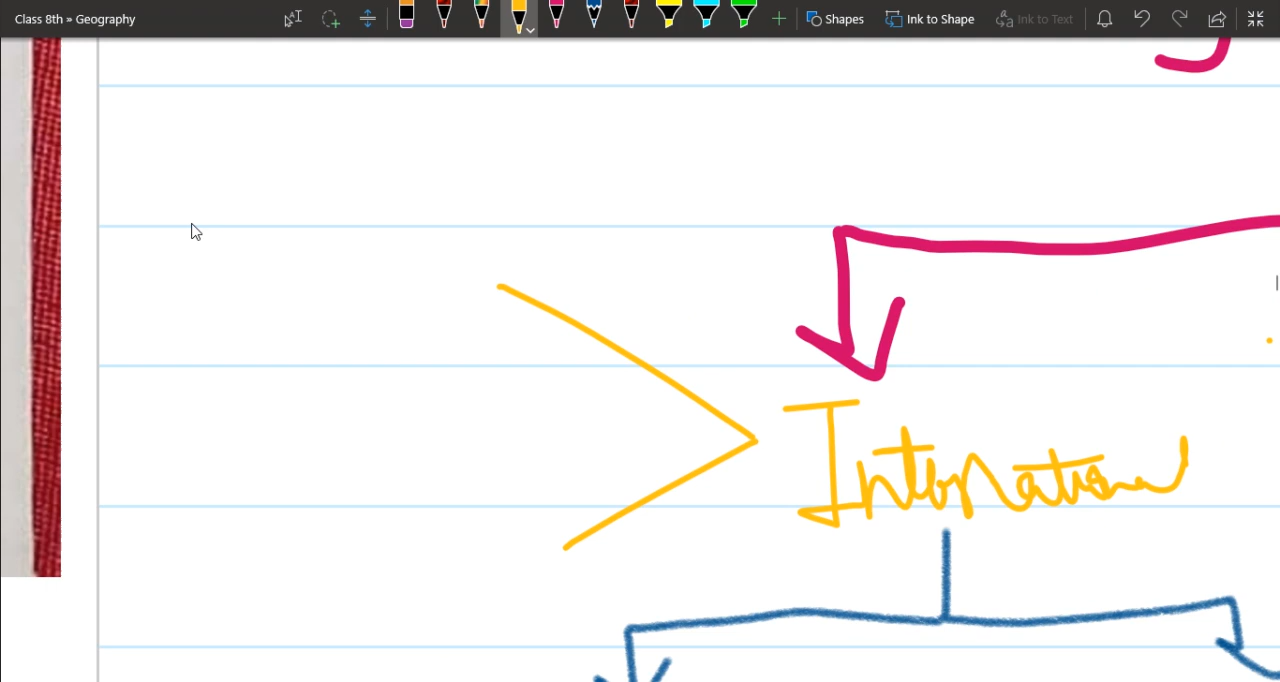 Class 8th » Geography
Shapes
Ink to Shape
Ink to Text
International